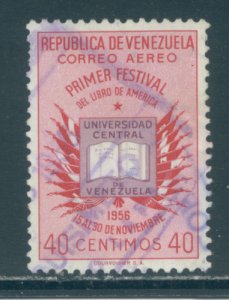 REPUBLICA DE VENEZUELA
CORREO AEREO
PRIMER FESTIVAL
DEL LIBRO DE AMERICA
UNIVERSIDAD
CENTRAL
DE
VENEZUELA
1956
15 AL 30 DE NOVIEMBRE
40 CENTIMOS 40
COURVOISIER S.A.